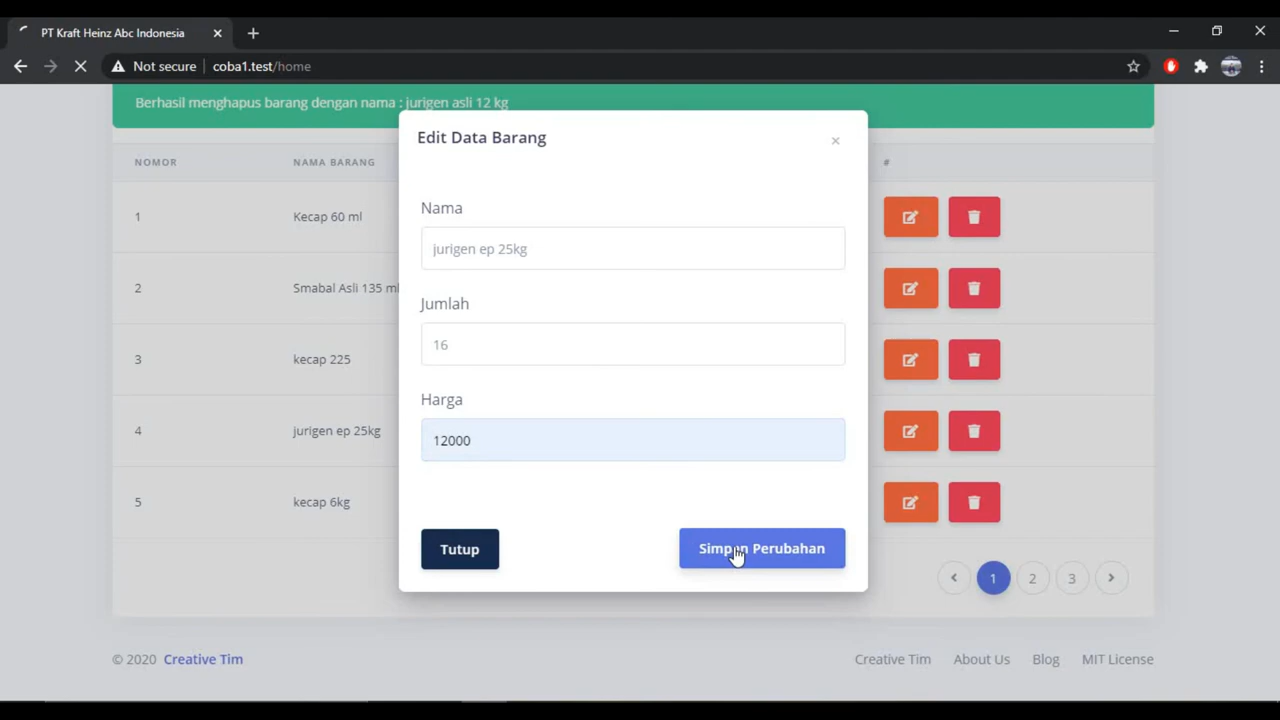 PT Kraft Heinz Abc Indonesia
Not secure coba1.test/home
Berhasil menghapus barang dengan nama : jurigen asli 12 kg
Edit Data Barang
NOMOR NAMA BARANG #
Nama
1 Kecap 60 ml
jurigen ep 25kg
2 Smabal Asli 135 ml
Jumlah
16
3 kecap 225
Harga
4 jurigen ep 25kg
12000
5 kecap 6kg
Tutup Simpan Perubahan
1 2 3
© 2020 Creative Tim Creative Tim About Us Blog MIT License